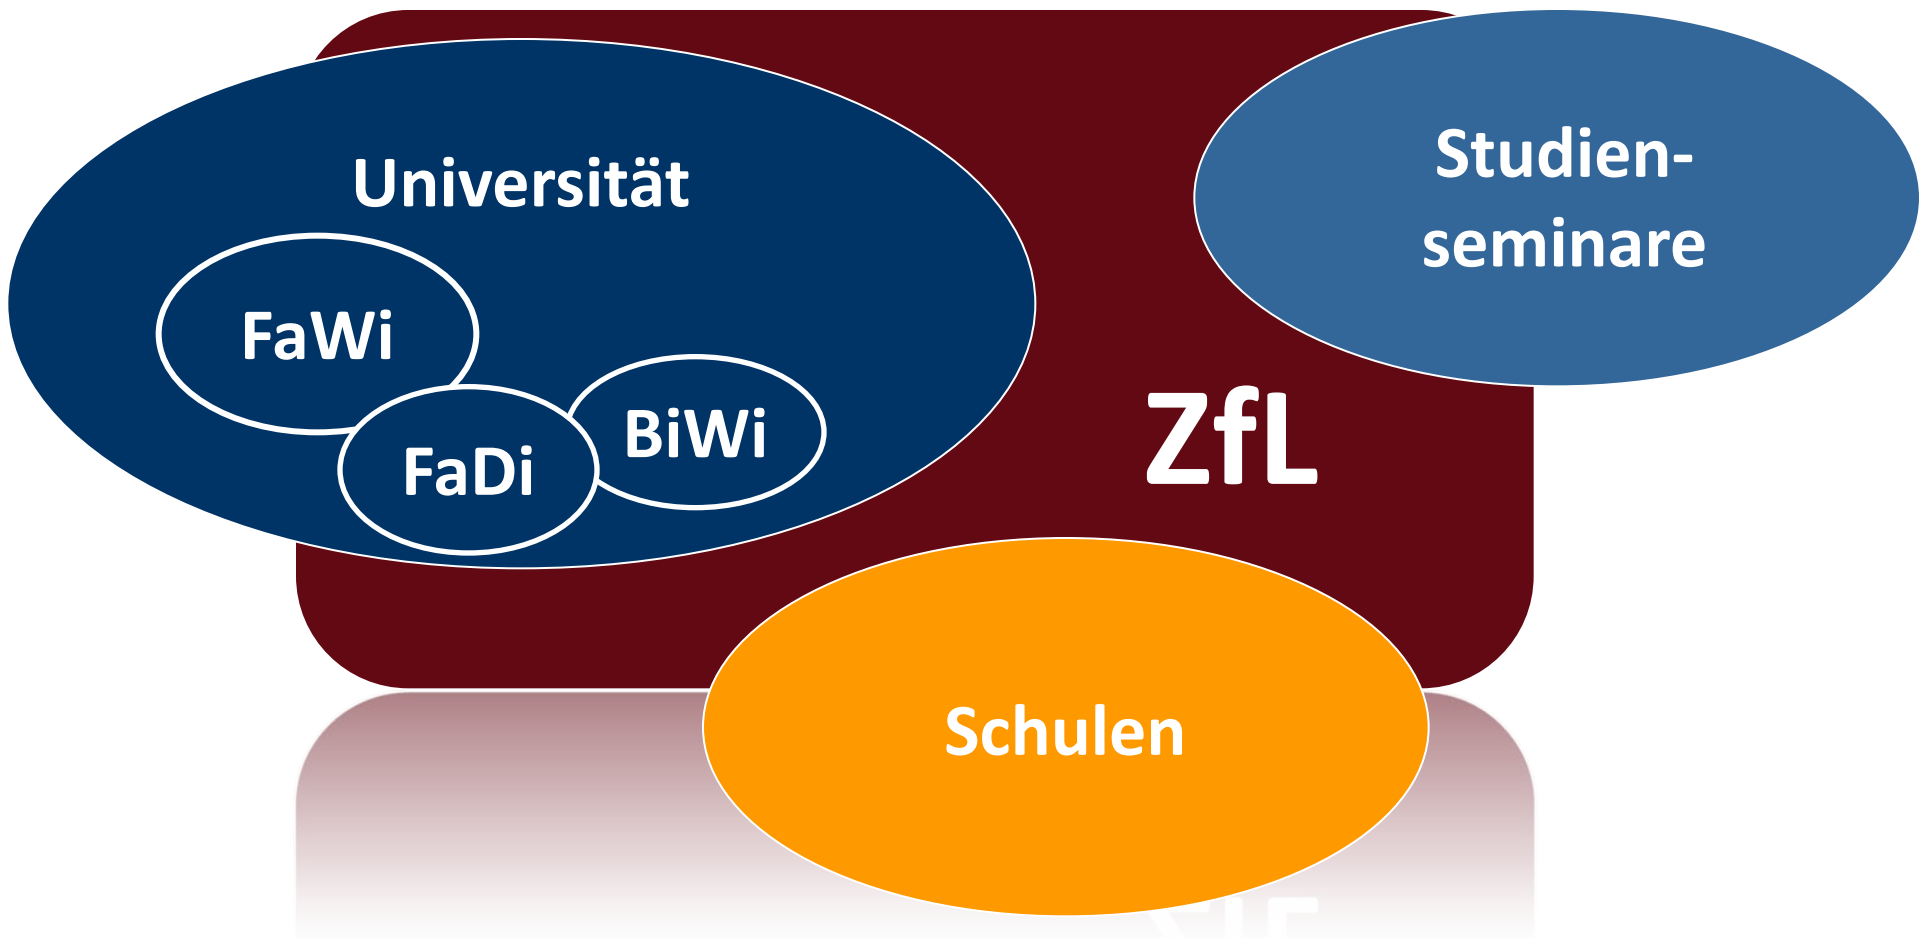 Universität
FaWi
FaDi
BiWi
Studien-
seminare
ZfL
Schulen